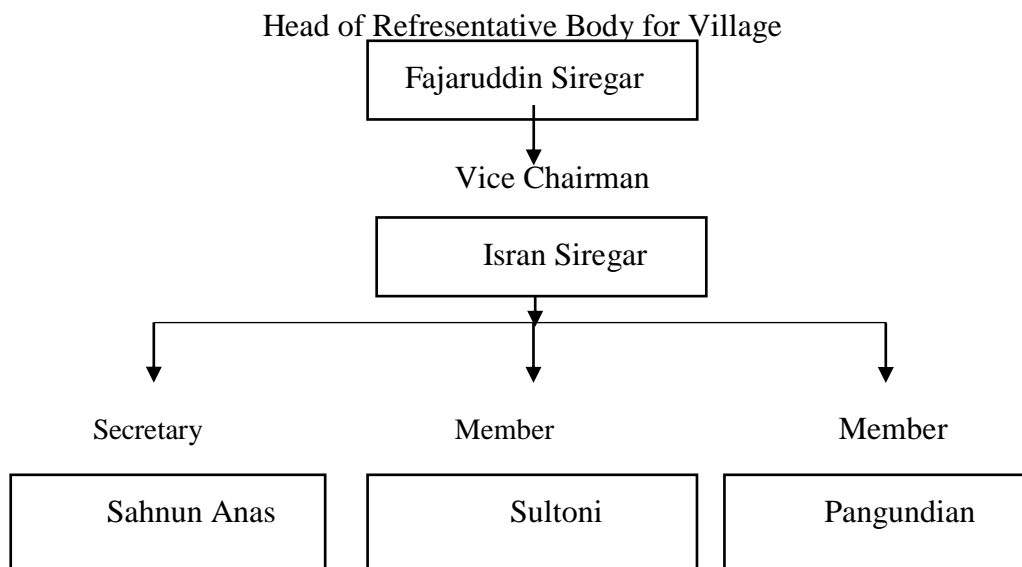 Head of Refresentative Body for Village
Fajaruddin Siregar
Vice Chairman
Isran Siregar
Secretary Member Member
Sahnun Anas Sultoni Pangundian